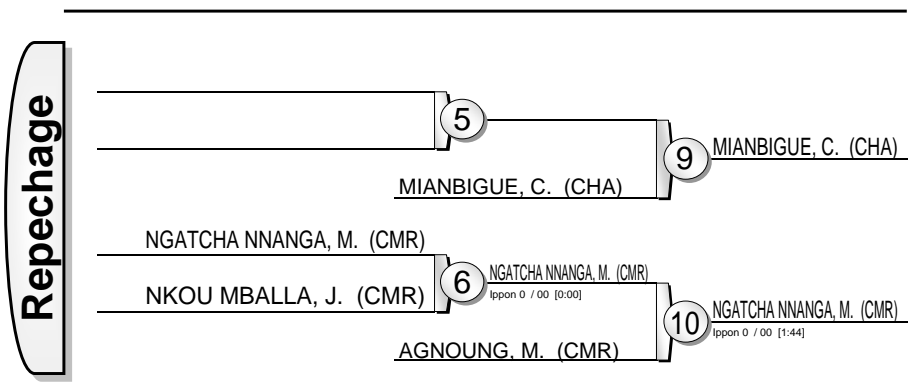 Repechage
5
MIANBIGUE, C. (CHA)
9
MIANBIGUE, C. (CHA)
NGATCHA NNANGA, M. (CMR)
NKOU MBALLA, J. (CMR)
6
NGATCHA NNANGA, M. (CMR)
Ippon 0 / 00 [0:00]
AGNOUNG, M. (CMR)
10
NGATCHA NNANGA, M. (CMR)
Ippon 0 / 00 [1:44]